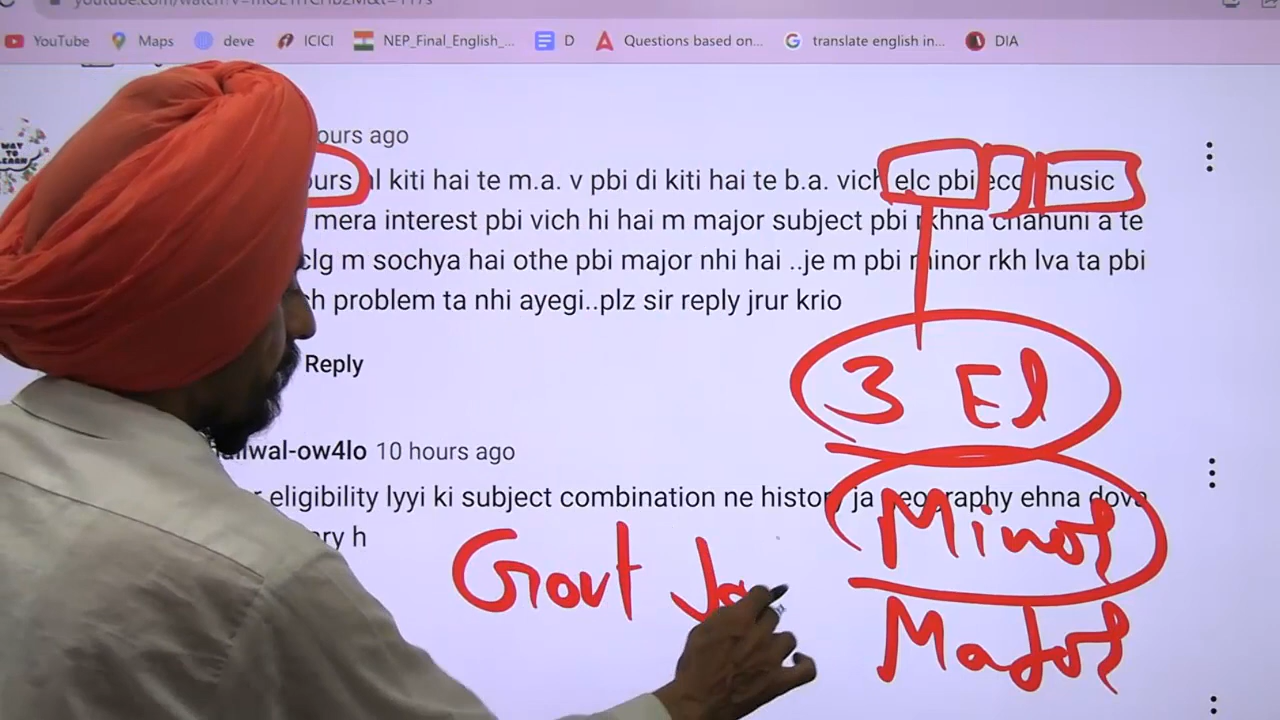 YouTube Maps deve ICICI NEP_Final_English_... D Questions based on... translate english in... DIA
WAY TO LEARN
ours ago
ours kiti hai te m.a. v pbi di kiti hai te b.a. vich elc pbi eco music
mera interest pbi vich hi hai m major subject pbi rkhna chahuni a te
clg m sochya hai othe pbi major nhi hai ..je m pbi minor rkh lva ta pbi
problem ta nhi ayegi..plz sir reply jrur krio
Reply
3 El
10 hours ago
eligibility lyyi ki subject combination ne history ja geography ehna dova
h
Minor
Govt
Major